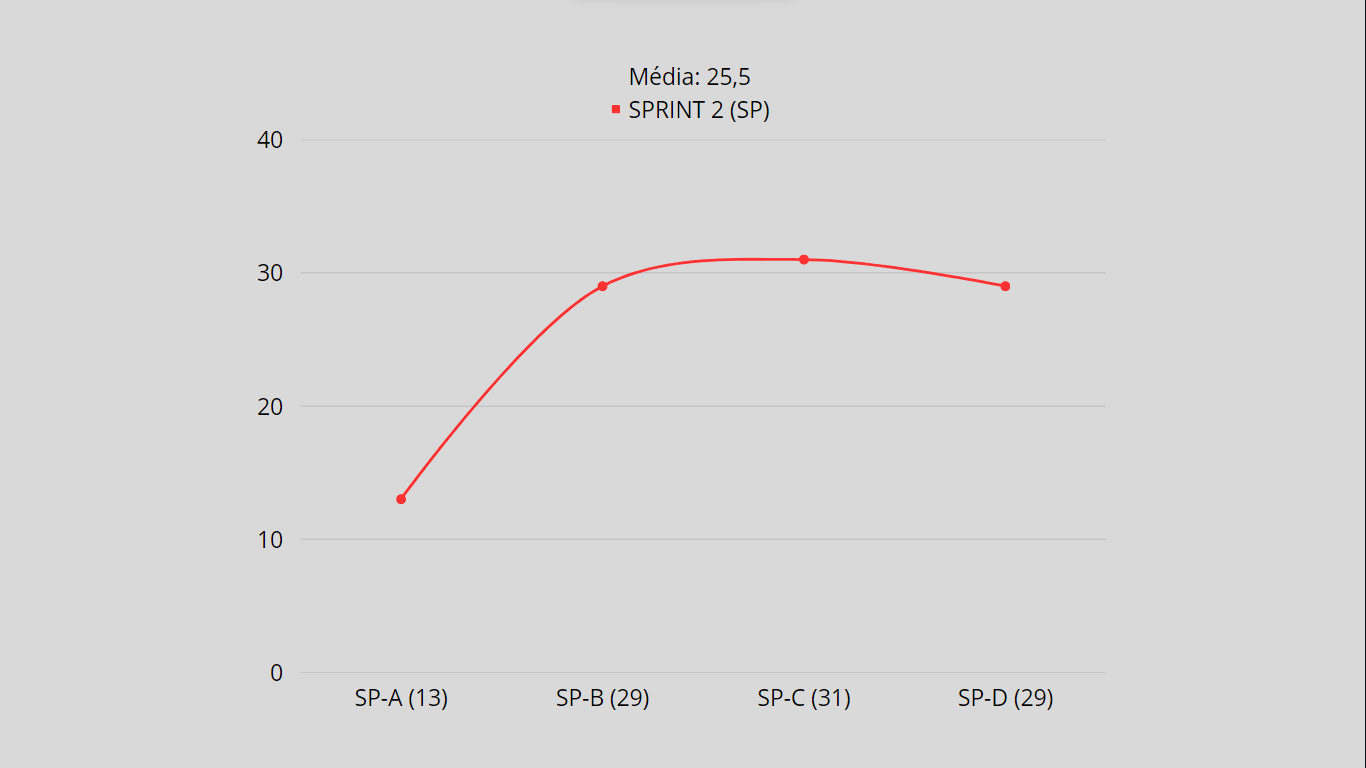 Média: 25,5
SPRINT 2 (SP)
40
30
20
10
0
SP-A (13) SP-B (29) SP-C (31) SP-D (29)